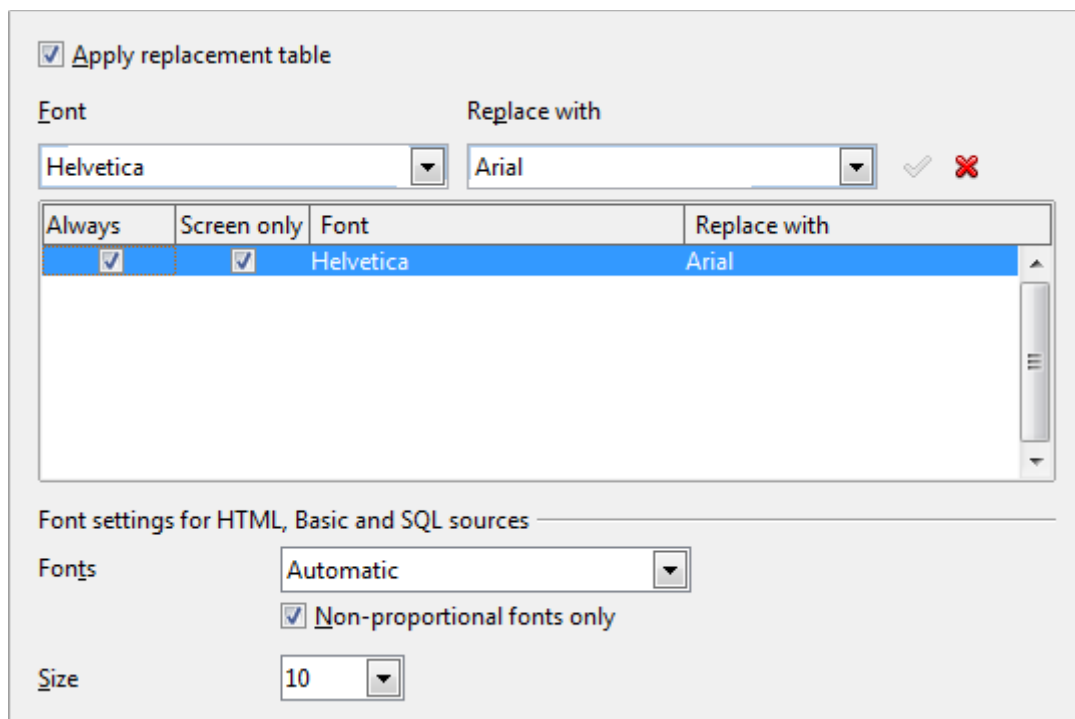 Apply replacement table
Font Replace with
Helvetica Arial
Always Screen only Font Replace with
Helvetica Arial
Font settings for HTML, Basic and SQL sources
Fonts Automatic
Non-proportional fonts only
Size 10